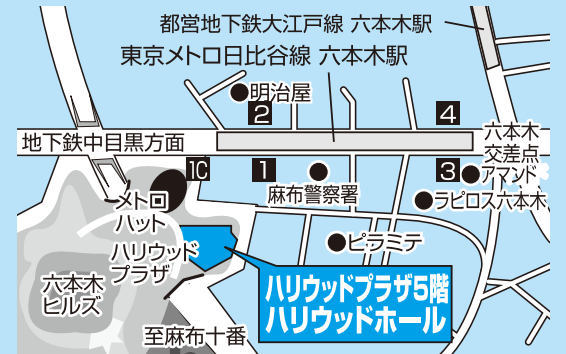 都営地下鉄大江戸線 六本木駅
東京メトロ日比谷線 六本木駅
明治屋
2
4
地下鉄中目黒方面
六本木
交差点
1C
1
3
麻布警察署
アマンド
メトロ
ハット
ラピロス六本木
ハリウッド
プラザ
ピラミデ
六本木
ヒルズ
ハリウッドプラザ5階
ハリウッドホール
至麻布十番